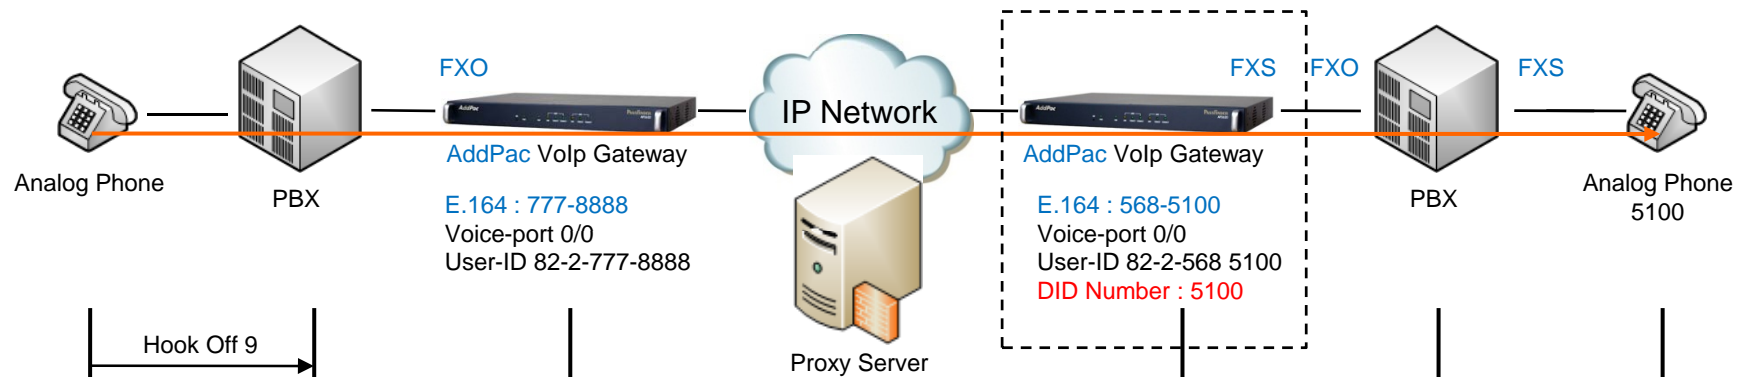 FXO
FXS
FXO
FXS
AddPac
IP Network
AddPac
AddPac VoIp Gateway
AddPac VoIp Gateway
Analog Phone
PBX
E.164 : 777-8888
Voice-port 0/0
User-ID 82-2-777-8888
E.164 : 568-5100
Voice-port 0/0
User-ID 82-2-568 5100
DID Number : 5100
PBX
Analog Phone
5100
Hook Off 9
Proxy Server